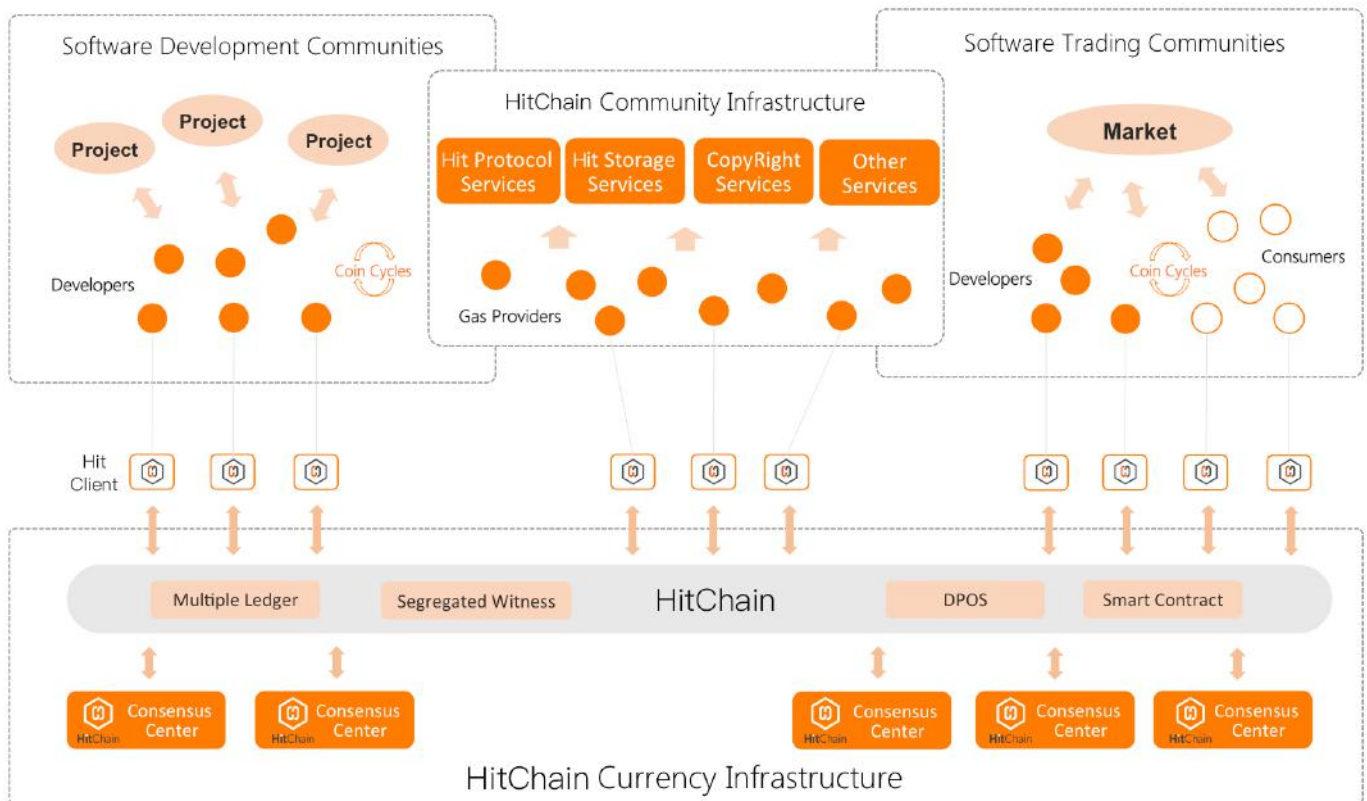 Software Development Communities
Project
Project
Project
Developers
Coin Cycles
HitChain Community Infrastructure
Hit Protocol
Services
Hit Storage
Services
CopyRight
Services
Other
Services
Gas Providers
Software Trading Communities
Market
Developers
Coin Cycles
Consumers
Hit
Client
Multiple Ledger
Segregated Witness
HitChain
DPOS
Smart Contract
HitChain
Consensus
Center
HitChain
Consensus
Center
HitChain
Consensus
Center
HitChain
Consensus
Center
HitChain
Consensus
Center
HitChain Currency Infrastructure